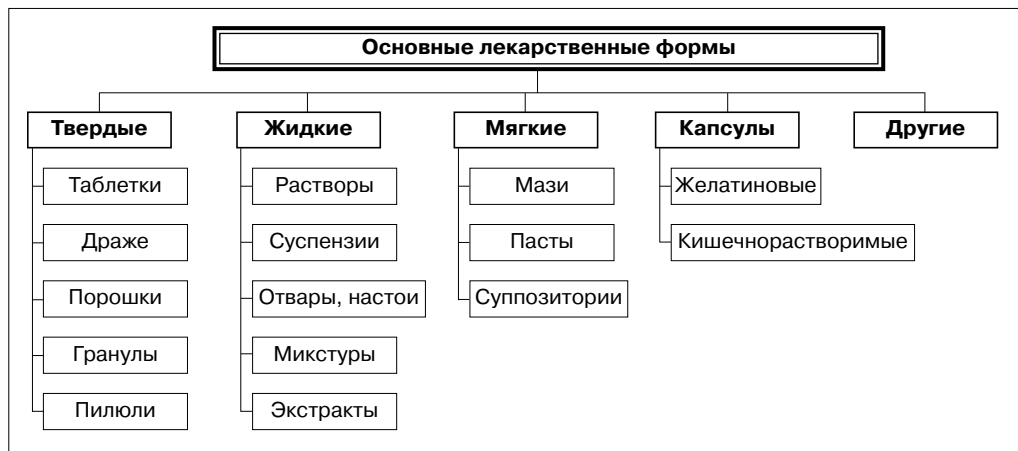 Основные лекарственные формы
Твердые
Таблетки
Драже
Порошки
Гранулы
Пилюли
Жидкие
Растворы
Суспензии
Отвары, настои
Микстуры
Экстракты
Мягкие
Мази
Пасты
Суппозитории
Капсулы
Желатиновые
Кишечнорастворимые
Другие